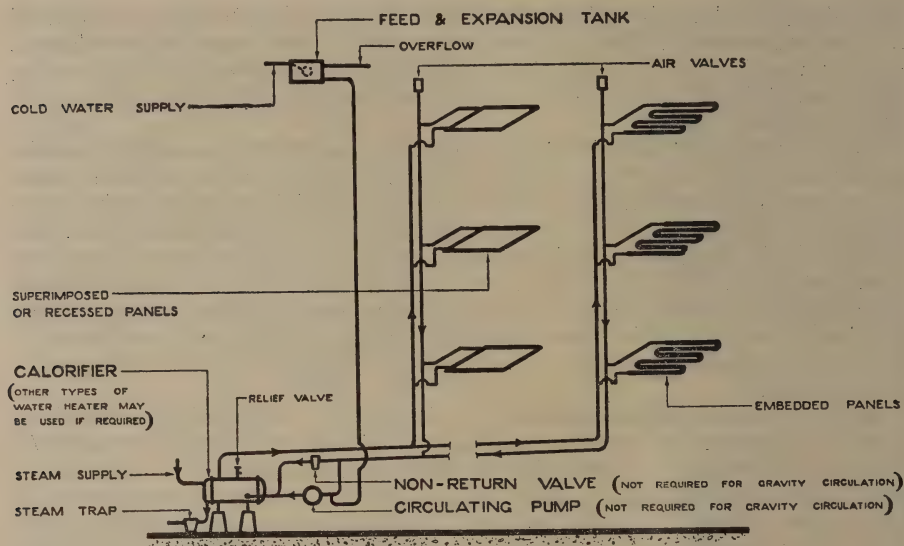 FEED & EXPANSION TANK
OVERFLOW
AIR VALVES
COLD WATER SUPPLY
SUPERIMPOSED
OR RECESSED PANELS
CALORIFIER
(OTHER TYPES OF
WATER HEATER MAY
BE USED IF REQUIRED)
RELIEF VALVE
EMBEDDED PANELS
STEAM SUPPLY
NON-RETURN VALVE (NOT REQUIRED FOR GRAVITY CIRCULATION)
STEAM TRAP
CIRCULATING PUMP (NOT REQUIRED FOR GRAVITY CIRCULATION)